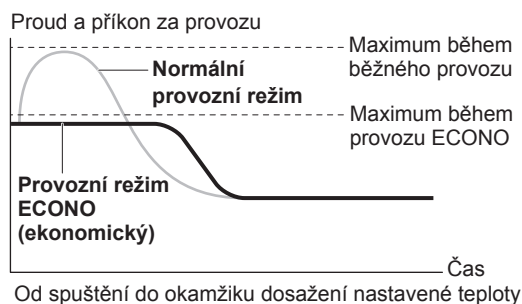 Proud a příkon za provozu
Maximum během
běžného provozu
Normální
provozní režim
Maximum během
provozu ECONO
Provozní režim
ECONO
(ekonomický)
Čas
Od spuštění do okamžiku dosažení nastavené teploty